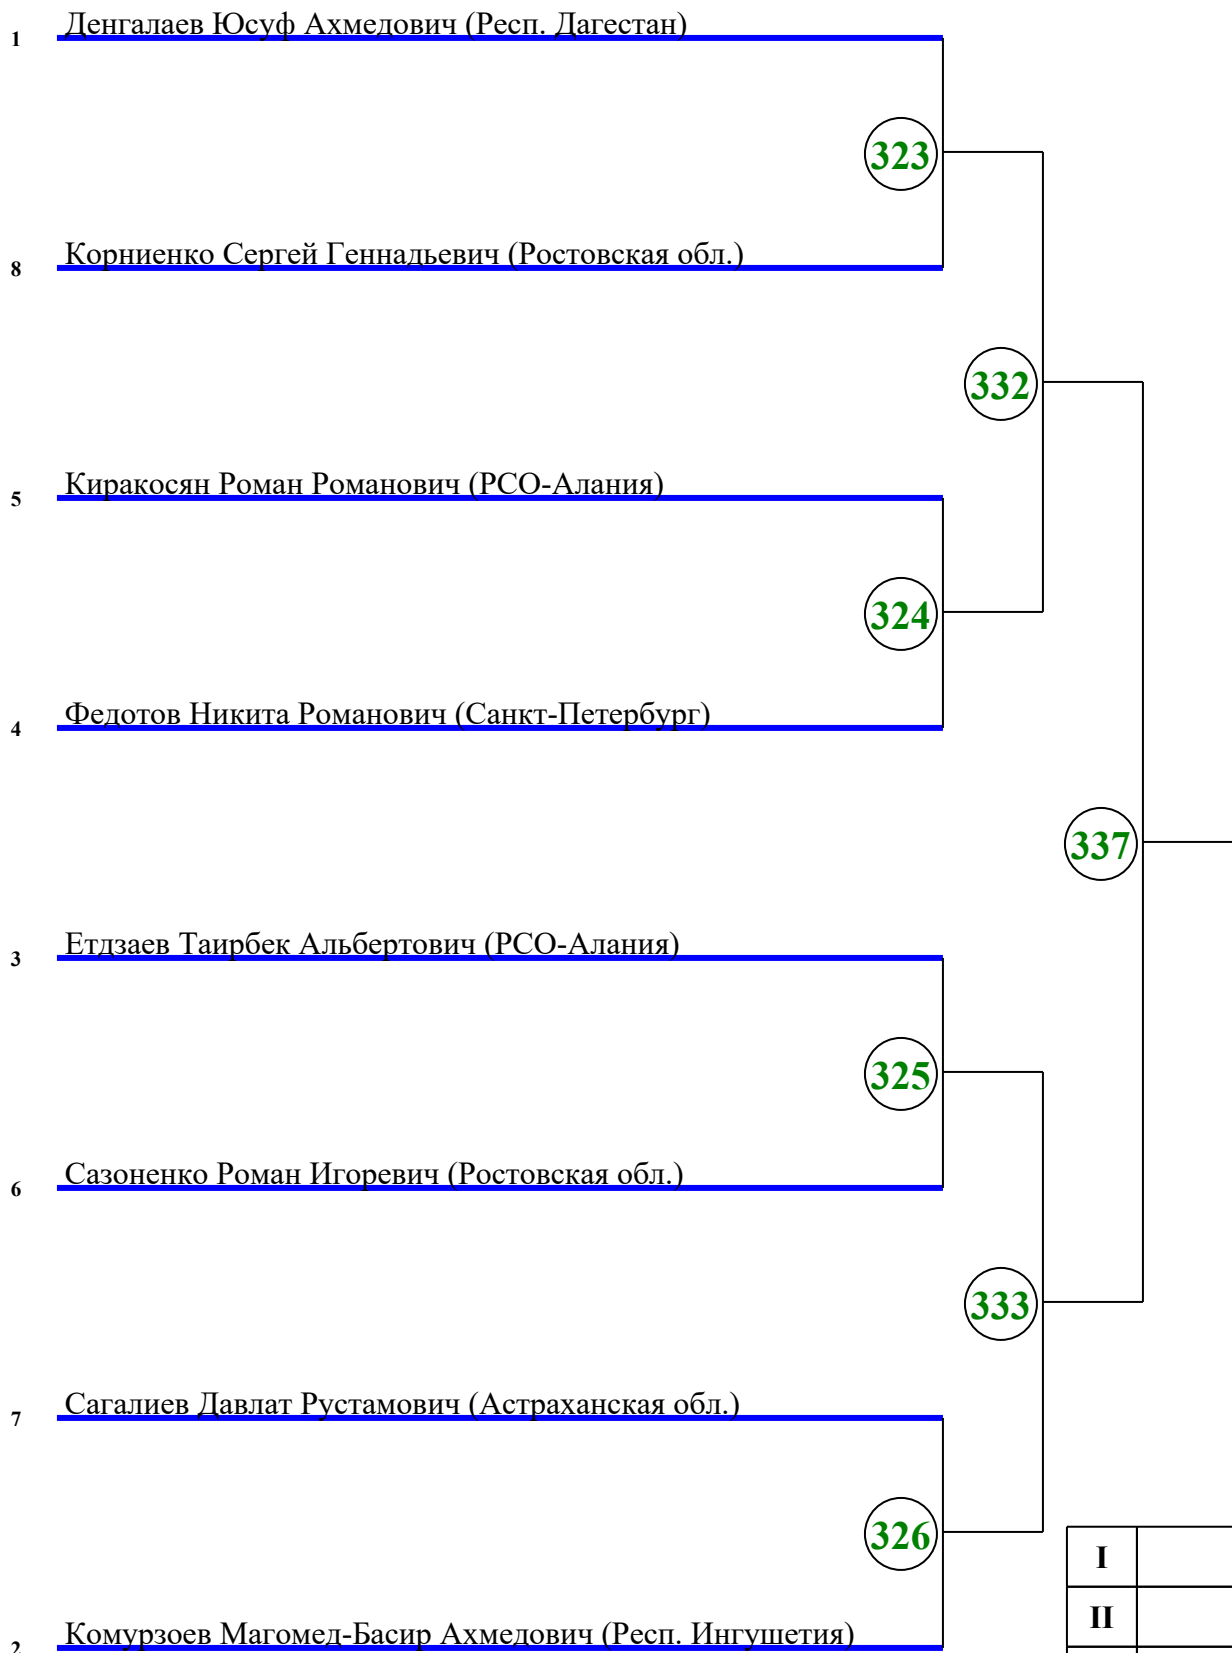 Денгалаев Юсуф Ахмедович (Респ. Дагестан)
1
323
Корниенко Сергей Геннадьевич (Ростовская обл.)
8
332
Киракосян Роман Романович (РСО-Алания)
5
324
Федотов Никита Романович (Санкт-Петербург)
4
337
Етдзаев Таирбек Альбертович (РСО-Алания)
3
325
Сазоненко Роман Игоревич (Ростовская обл.)
6
333
Сагалиев Давлат Рустамович (Астраханская обл.)
7
326
I
II
Комурзоев Магомед-Басир Ахмедович (Респ. Ингушетия)
2